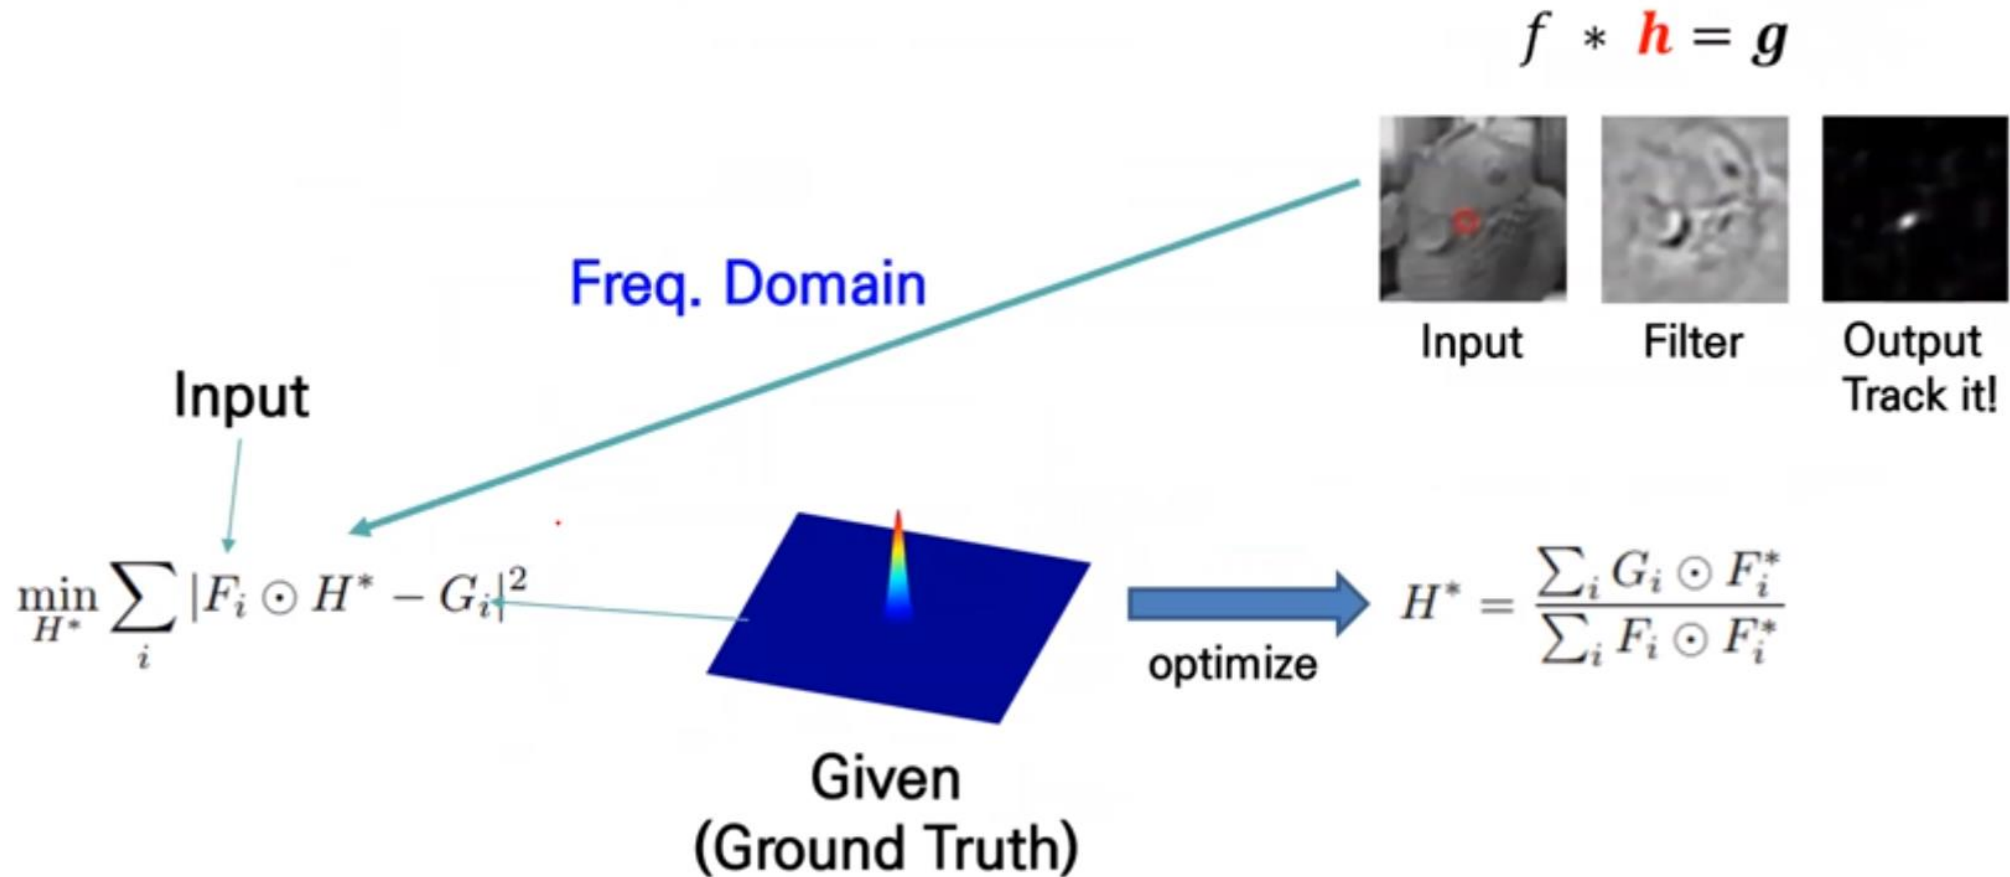 f * h = g
Input
Filter
Output
Track it!
Freq. Domain
Input
min_{H*} ∑_i |F_i ⊙ H* − G_i|²
optimize
H* = ∑_i G_i ⊙ F_i* / ∑_i F_i ⊙ F_i*
Given
(Ground Truth)